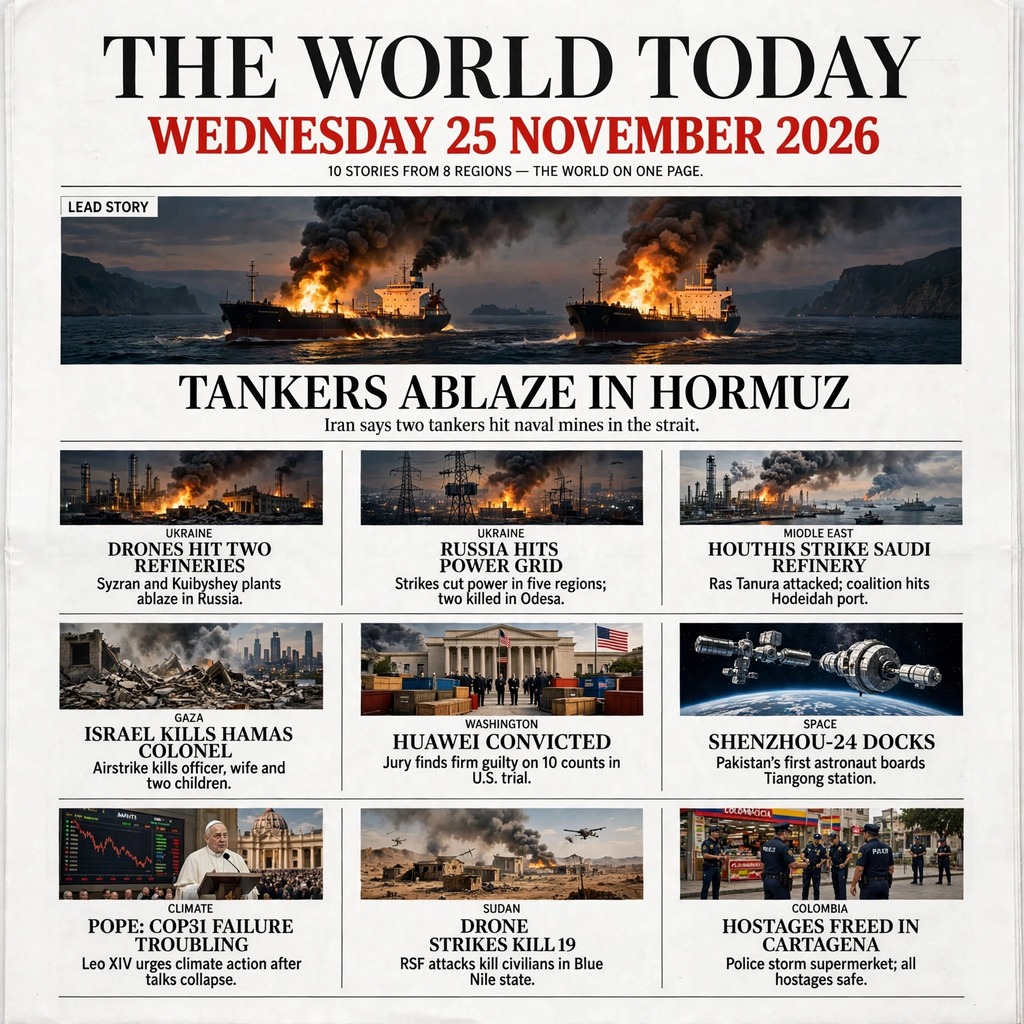 THE WORLD TODAY
WEDNESDAY 25 NOVEMBER 2026
10 STORIES FROM 8 REGIONS — THE WORLD ON ONE PAGE.
LEAD STORY
TANKERS ABLAZE IN HORMUZ
Iran says two tankers hit naval mines in the strait.
UKRAINE
DRONES HIT TWO
REFINERIES
Syzran and Kuibyshey plants
ablaze in Russia.
UKRAINE
RUSSIA HITS
POWER GRID
Strikes cut power in five regions;
two killed in Odesa.
MIDDLE EAST
HOUTHIS STRIKE SAUDI
REFINERY
Ras Tanura attacked; coalition hits
Hodeidah port.
GAZA
ISRAEL KILLS HAMAS
COLONEL
Airstrike kills officer, wife and
two children.
WASHINGTON
HUAWEI CONVICTED
Jury finds firm guilty on 10 counts in
U.S. trial.
SPACE
SHENZHOU-24 DOCKS
Pakistan's first astronaut boards
Tiangong station.
CLIMATE
POPE: COP31 FAILURE
TROUBLING
Leo XIV urges climate action after
talks collapse.
SUDAN
DRONE
STRIKES KILL 19
RSF attacks kill civilians in Blue
Nile state.
COLOMBIA
HOSTAGES FREED IN
CARTAGENA
Police storm supermarket; all
hostages safe.